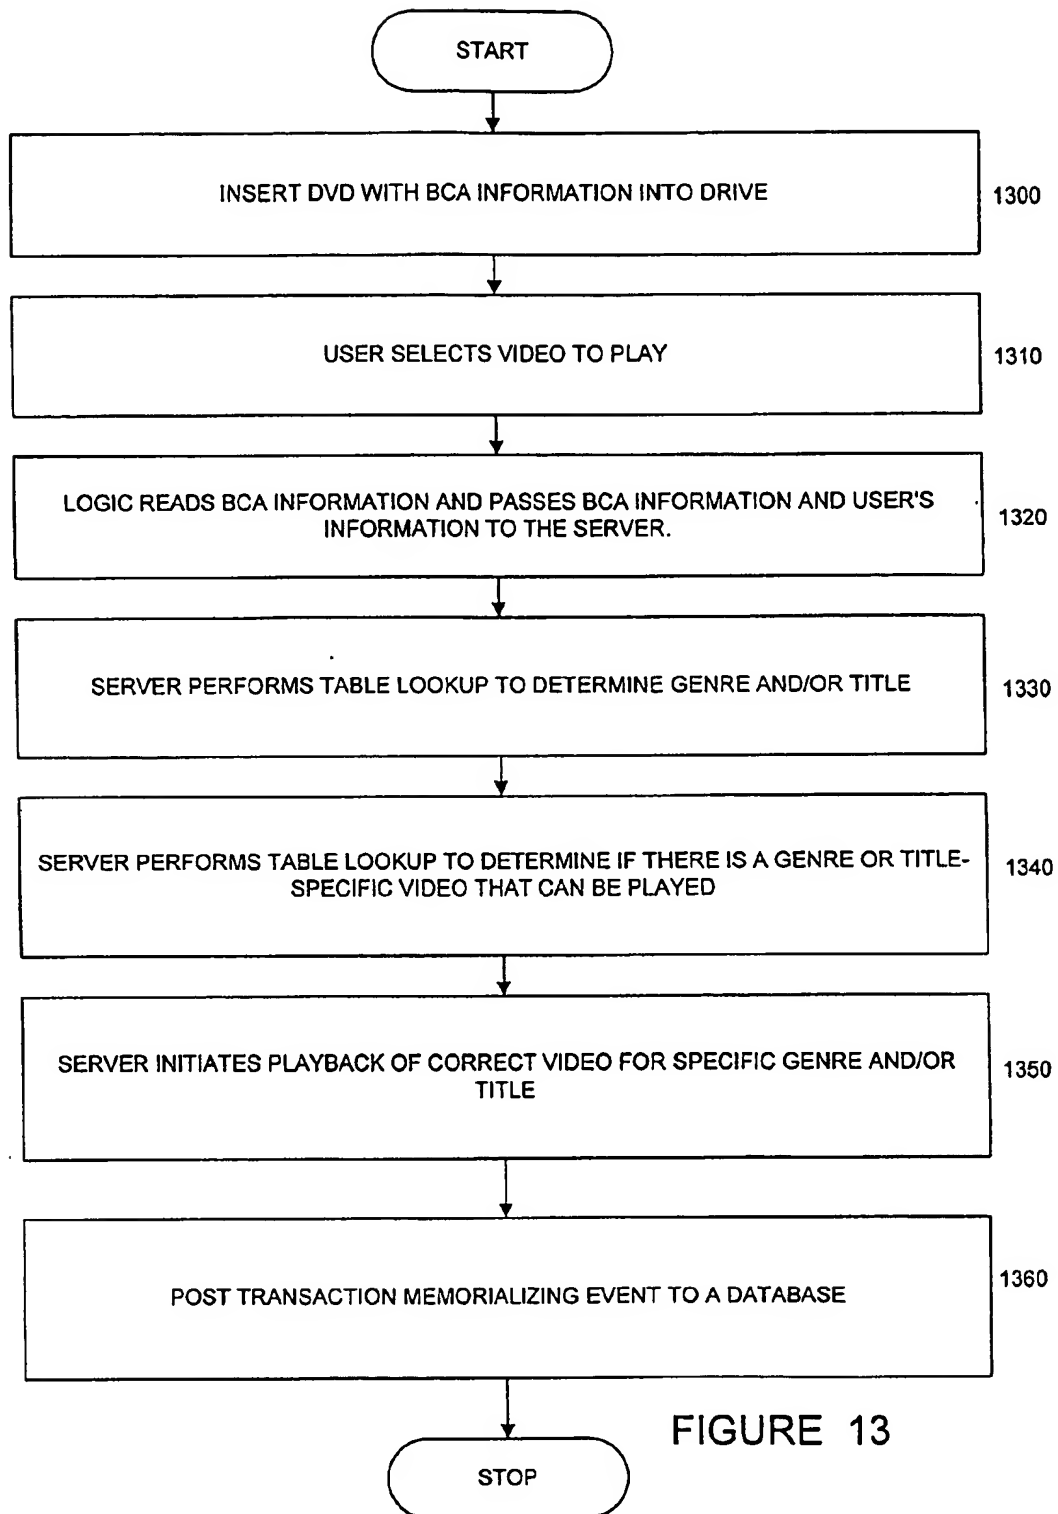 START
INSERT DVD WITH BCA INFORMATION INTO DRIVE
1300
USER SELECTS VIDEO TO PLAY
1310
LOGIC READS BCA INFORMATION AND PASSES BCA INFORMATION AND USER'S
INFORMATION TO THE SERVER.
1320
SERVER PERFORMS TABLE LOOKUP TO DETERMINE GENRE AND/OR TITLE
1330
SERVER PERFORMS TABLE LOOKUP TO DETERMINE IF THERE IS A GENRE OR TITLE-
SPECIFIC VIDEO THAT CAN BE PLAYED
1340
SERVER INITIATES PLAYBACK OF CORRECT VIDEO FOR SPECIFIC GENRE AND/OR
TITLE
1350
POST TRANSACTION MEMORIALIZING EVENT TO A DATABASE
1360
FIGURE 13
STOP